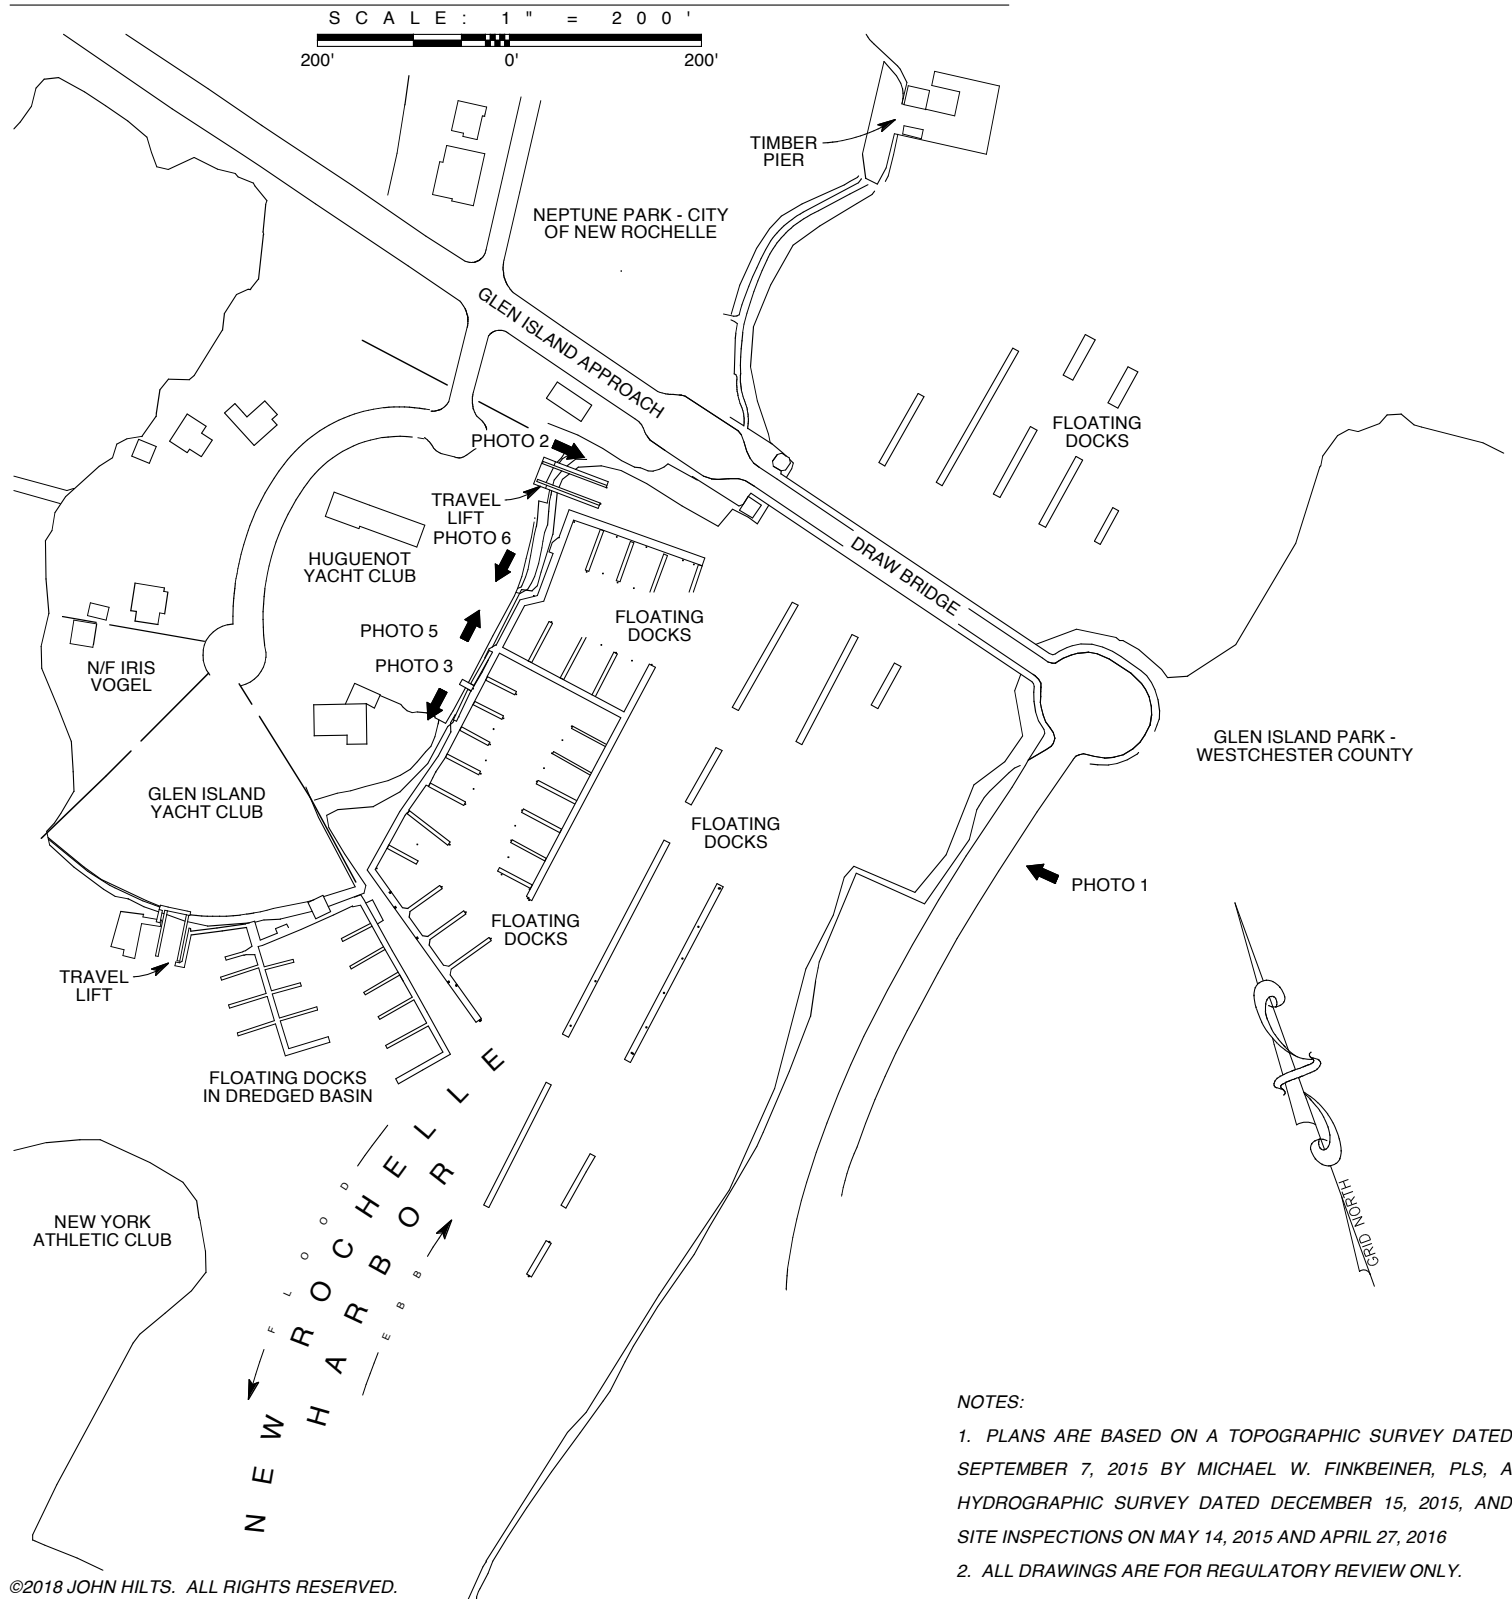 SCALE: 1" = 200'
200' 0' 200'
TIMBER
PIER
NEPTUNE PARK - CITY
OF NEW ROCHELLE
GLEN ISLAND APPROACH
FLOATING
DOCKS
PHOTO 2
TRAVEL
LIFT
PHOTO 6
HUGUENOT
YACHT CLUB
DRAW BRIDGE
FLOATING
DOCKS
PHOTO 5
PHOTO 3
N/F IRIS
VOGEL
GLEN ISLAND PARK -
WESTCHESTER COUNTY
GLEN ISLAND
YACHT CLUB
FLOATING
DOCKS
PHOTO 1
FLOATING
DOCKS
TRAVEL
LIFT
FLOATING DOCKS
IN DREDGED BASIN
NEW ROCHELLE
HARBOR
FLOOD
EBB
NEW YORK
ATHLETIC CLUB
GRID NORTH
NOTES:
1. PLANS ARE BASED ON A TOPOGRAPHIC SURVEY DATED
SEPTEMBER 7, 2015 BY MICHAEL W. FINKBEINER, PLS, A
HYDROGRAPHIC SURVEY DATED DECEMBER 15, 2015, AND
SITE INSPECTIONS ON MAY 14, 2015 AND APRIL 27, 2016
2. ALL DRAWINGS ARE FOR REGULATORY REVIEW ONLY.
©2018 JOHN HILTS. ALL RIGHTS RESERVED.